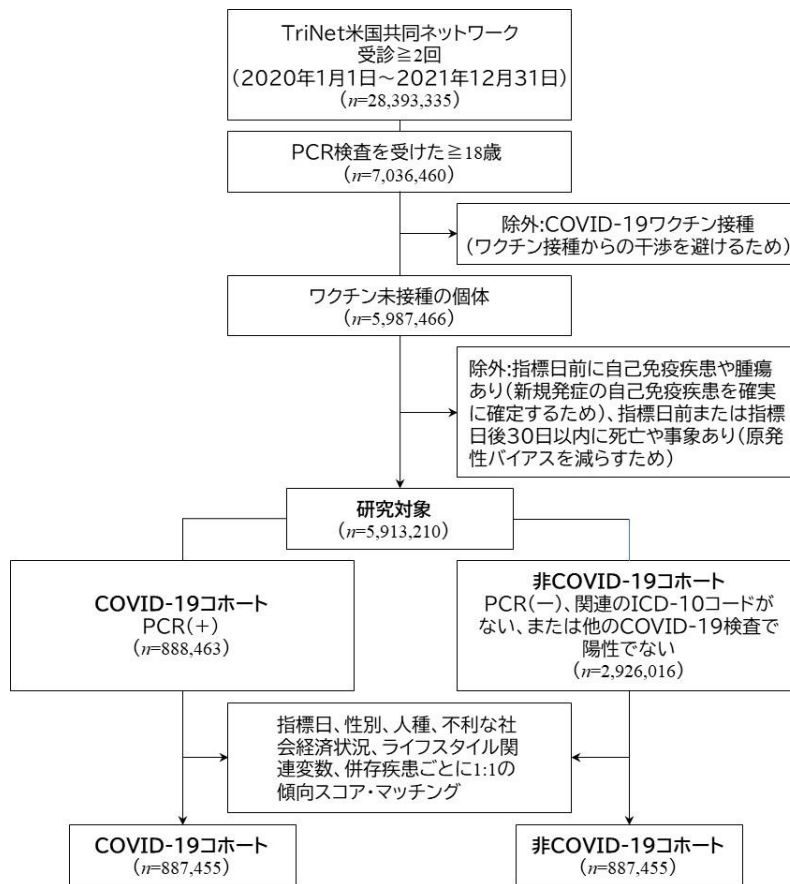 TriNet米国共同ネットワーク
受診≧2回
(2020年1月1日～2021年12月31日)
(n=28,393,335)
PCR検査を受けた≧18歳
(n=7,036,460)
除外:COVID-19ワクチン接種
(ワクチン接種からの干渉を避けるため)
ワクチン未接種の個体
(n=5,987,466)
除外:指標日前に自己免疫疾患や腫瘍
あり(新規発症の自己免疫疾患を確実
に確定するため)、指標日前または指標
日後30日以内に死亡や事象あり(原発
性バイアスを減らすため)
研究対象
(n=5,913,210)
COVID-19コホート
PCR(+)
(n=888,463)
非COVID-19コホート
PCR(ー)、関連のICD-10コードが
ない、または他のCOVID-19検査で
陽性でない
(n=2,926,016)
指標日、性別、人種、不利な社
会経済状況、ライフスタイル関
連変数、併存疾患ごとに1:1の
傾向スコア・マッチング
COVID-19コホート
(n=887,455)
非COVID-19コホート
(n=887,455)